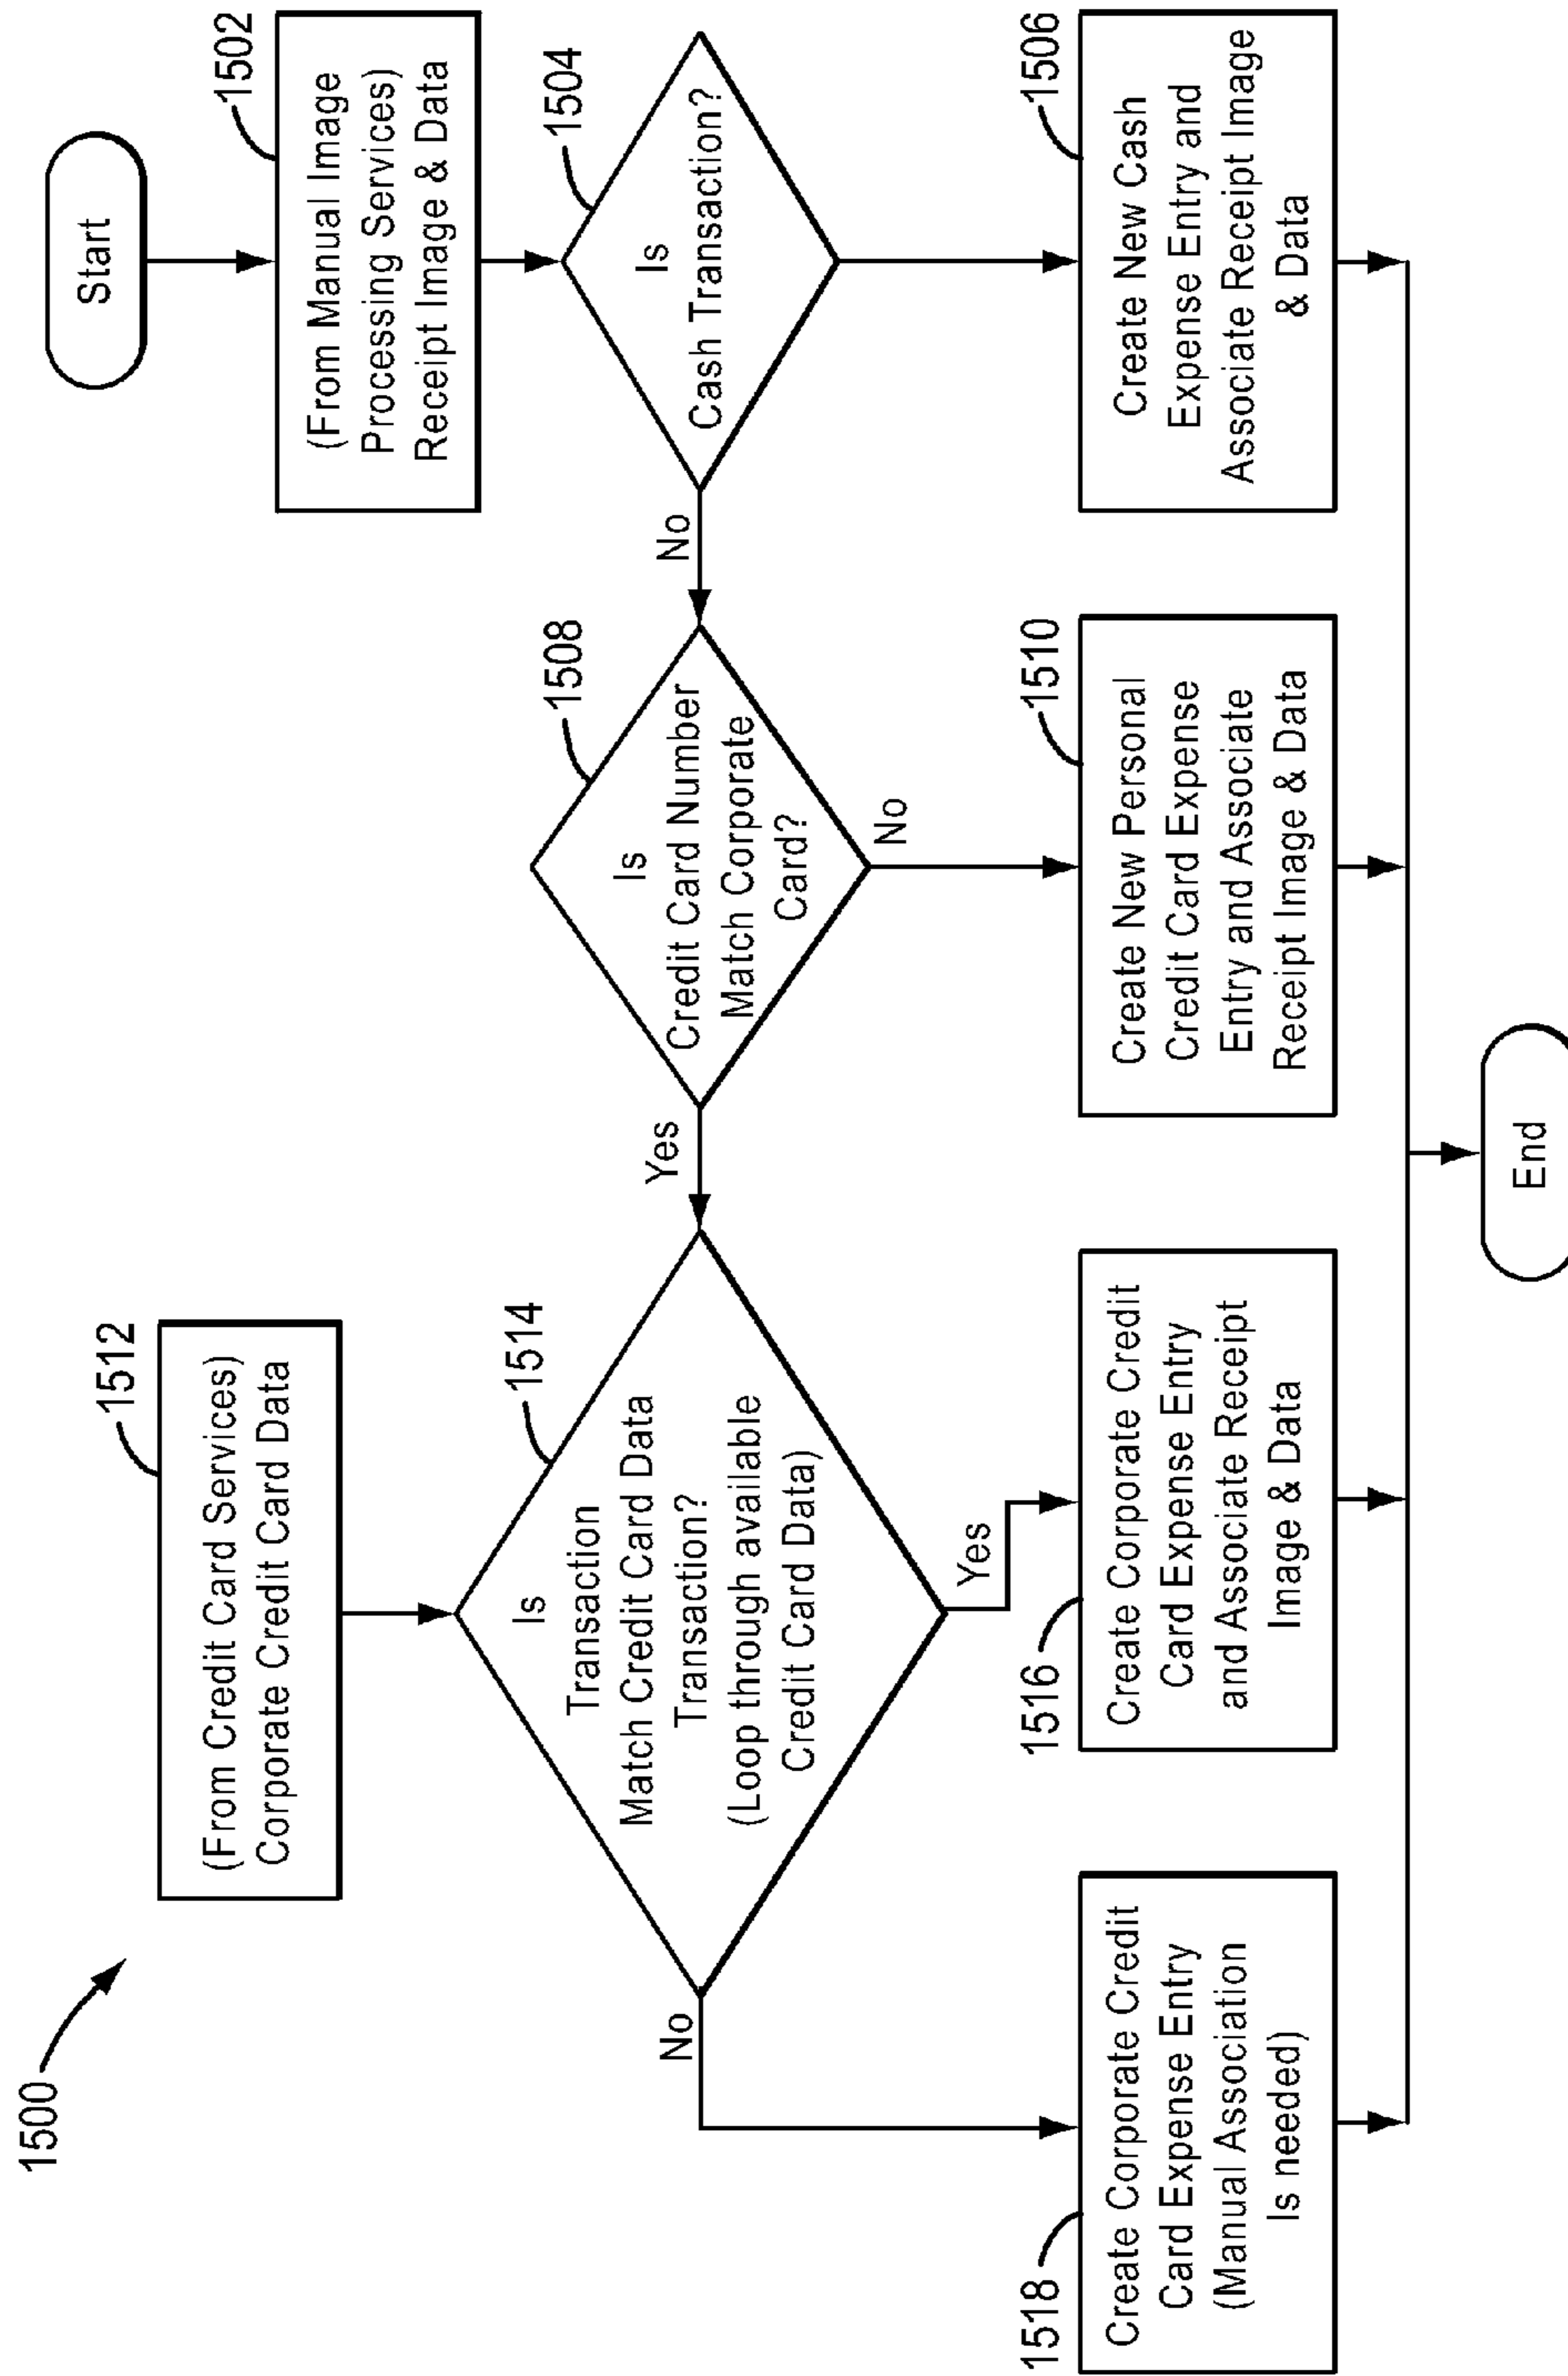 1500
Start
1502
(From Manual Image
Processing Services)
Receipt Image & Data
1512
(From Credit Card Services)
Corporate Credit Card Data
1504
Is
Cash Transaction?
No
1508
Is
Credit Card Number
Match Corporate
Card?
Yes
No
1514
Is
Transaction
Match Credit Card Data
Transaction?
(Loop through available
Credit Card Data)
No
Yes
1518
Create Corporate Credit
Card Expense Entry
(Manual Association
Is needed)
1516
Create Corporate Credit
Card Expense Entry
and Associate Receipt
Image & Data
1510
Create New Personal
Credit Card Expense
Entry and Associate
Receipt Image & Data
1506
Create New Cash
Expense Entry and
Associate Receipt Image
& Data
End